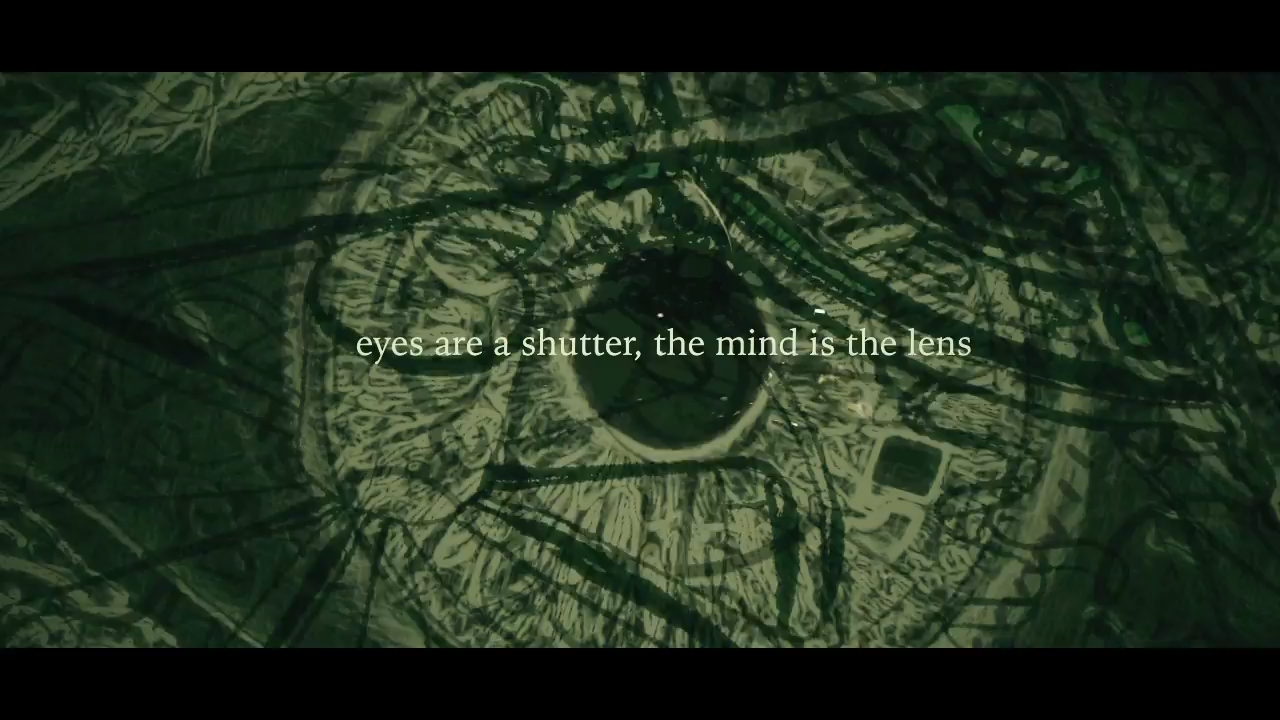 eyes are a shutter, the mind is the lens